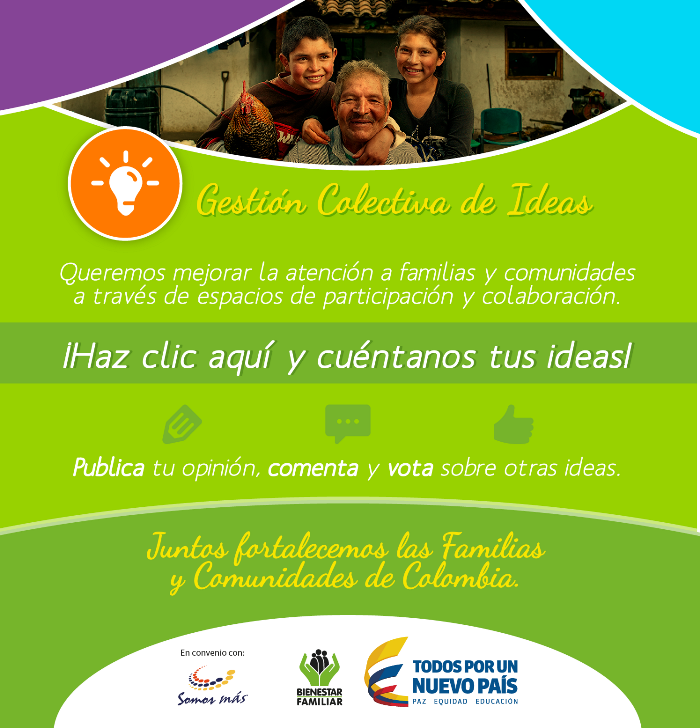 Gestión Colectiva de Ideas
Queremos mejorar la atención a familias y comunidades
a través de espacios de participación y colaboración.
¡Haz clic aquí y cuéntanos tus ideas!
Publica tu opinión, comenta y vota sobre otras ideas.
Juntos fortalecemos las Familias
y Comunidades de Colombia.
En convenio con:
Somos más
BIENESTAR
FAMILIAR
TODOS POR UN
NUEVO PAÍS
PAZ EQUIDAD EDUCACIÓN